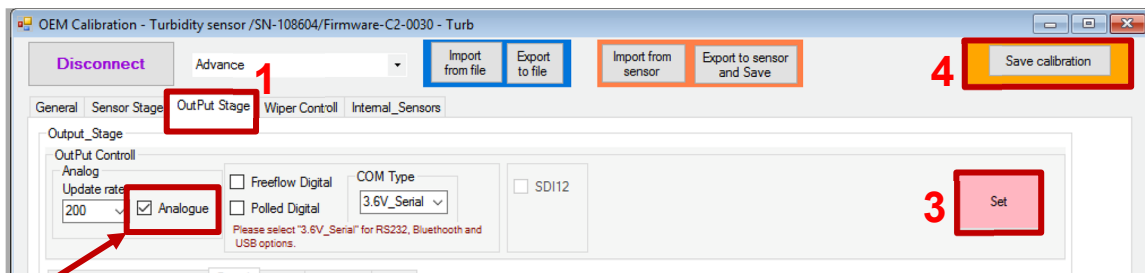 OEM Calibration - Turbidity sensor /SN-108604/Firmware-C2-0030 - Turb
Disconnect
Advance
Import
from file
Export
to file
Import from
sensor
Export to sensor
and Save
4
Save calibration
1
General
Sensor Stage
OutPut Stage
Wiper Controll
Internal_Sensors
Output_Stage
OutPut Controll
Analog
Update rate
200
Analogue
Freeflow Digital
Polled Digital
COM Type
3.6V_Serial
Please select "3.6V_Serial" for RS232, Bluethooth and
USB options.
SDI12
3
Set